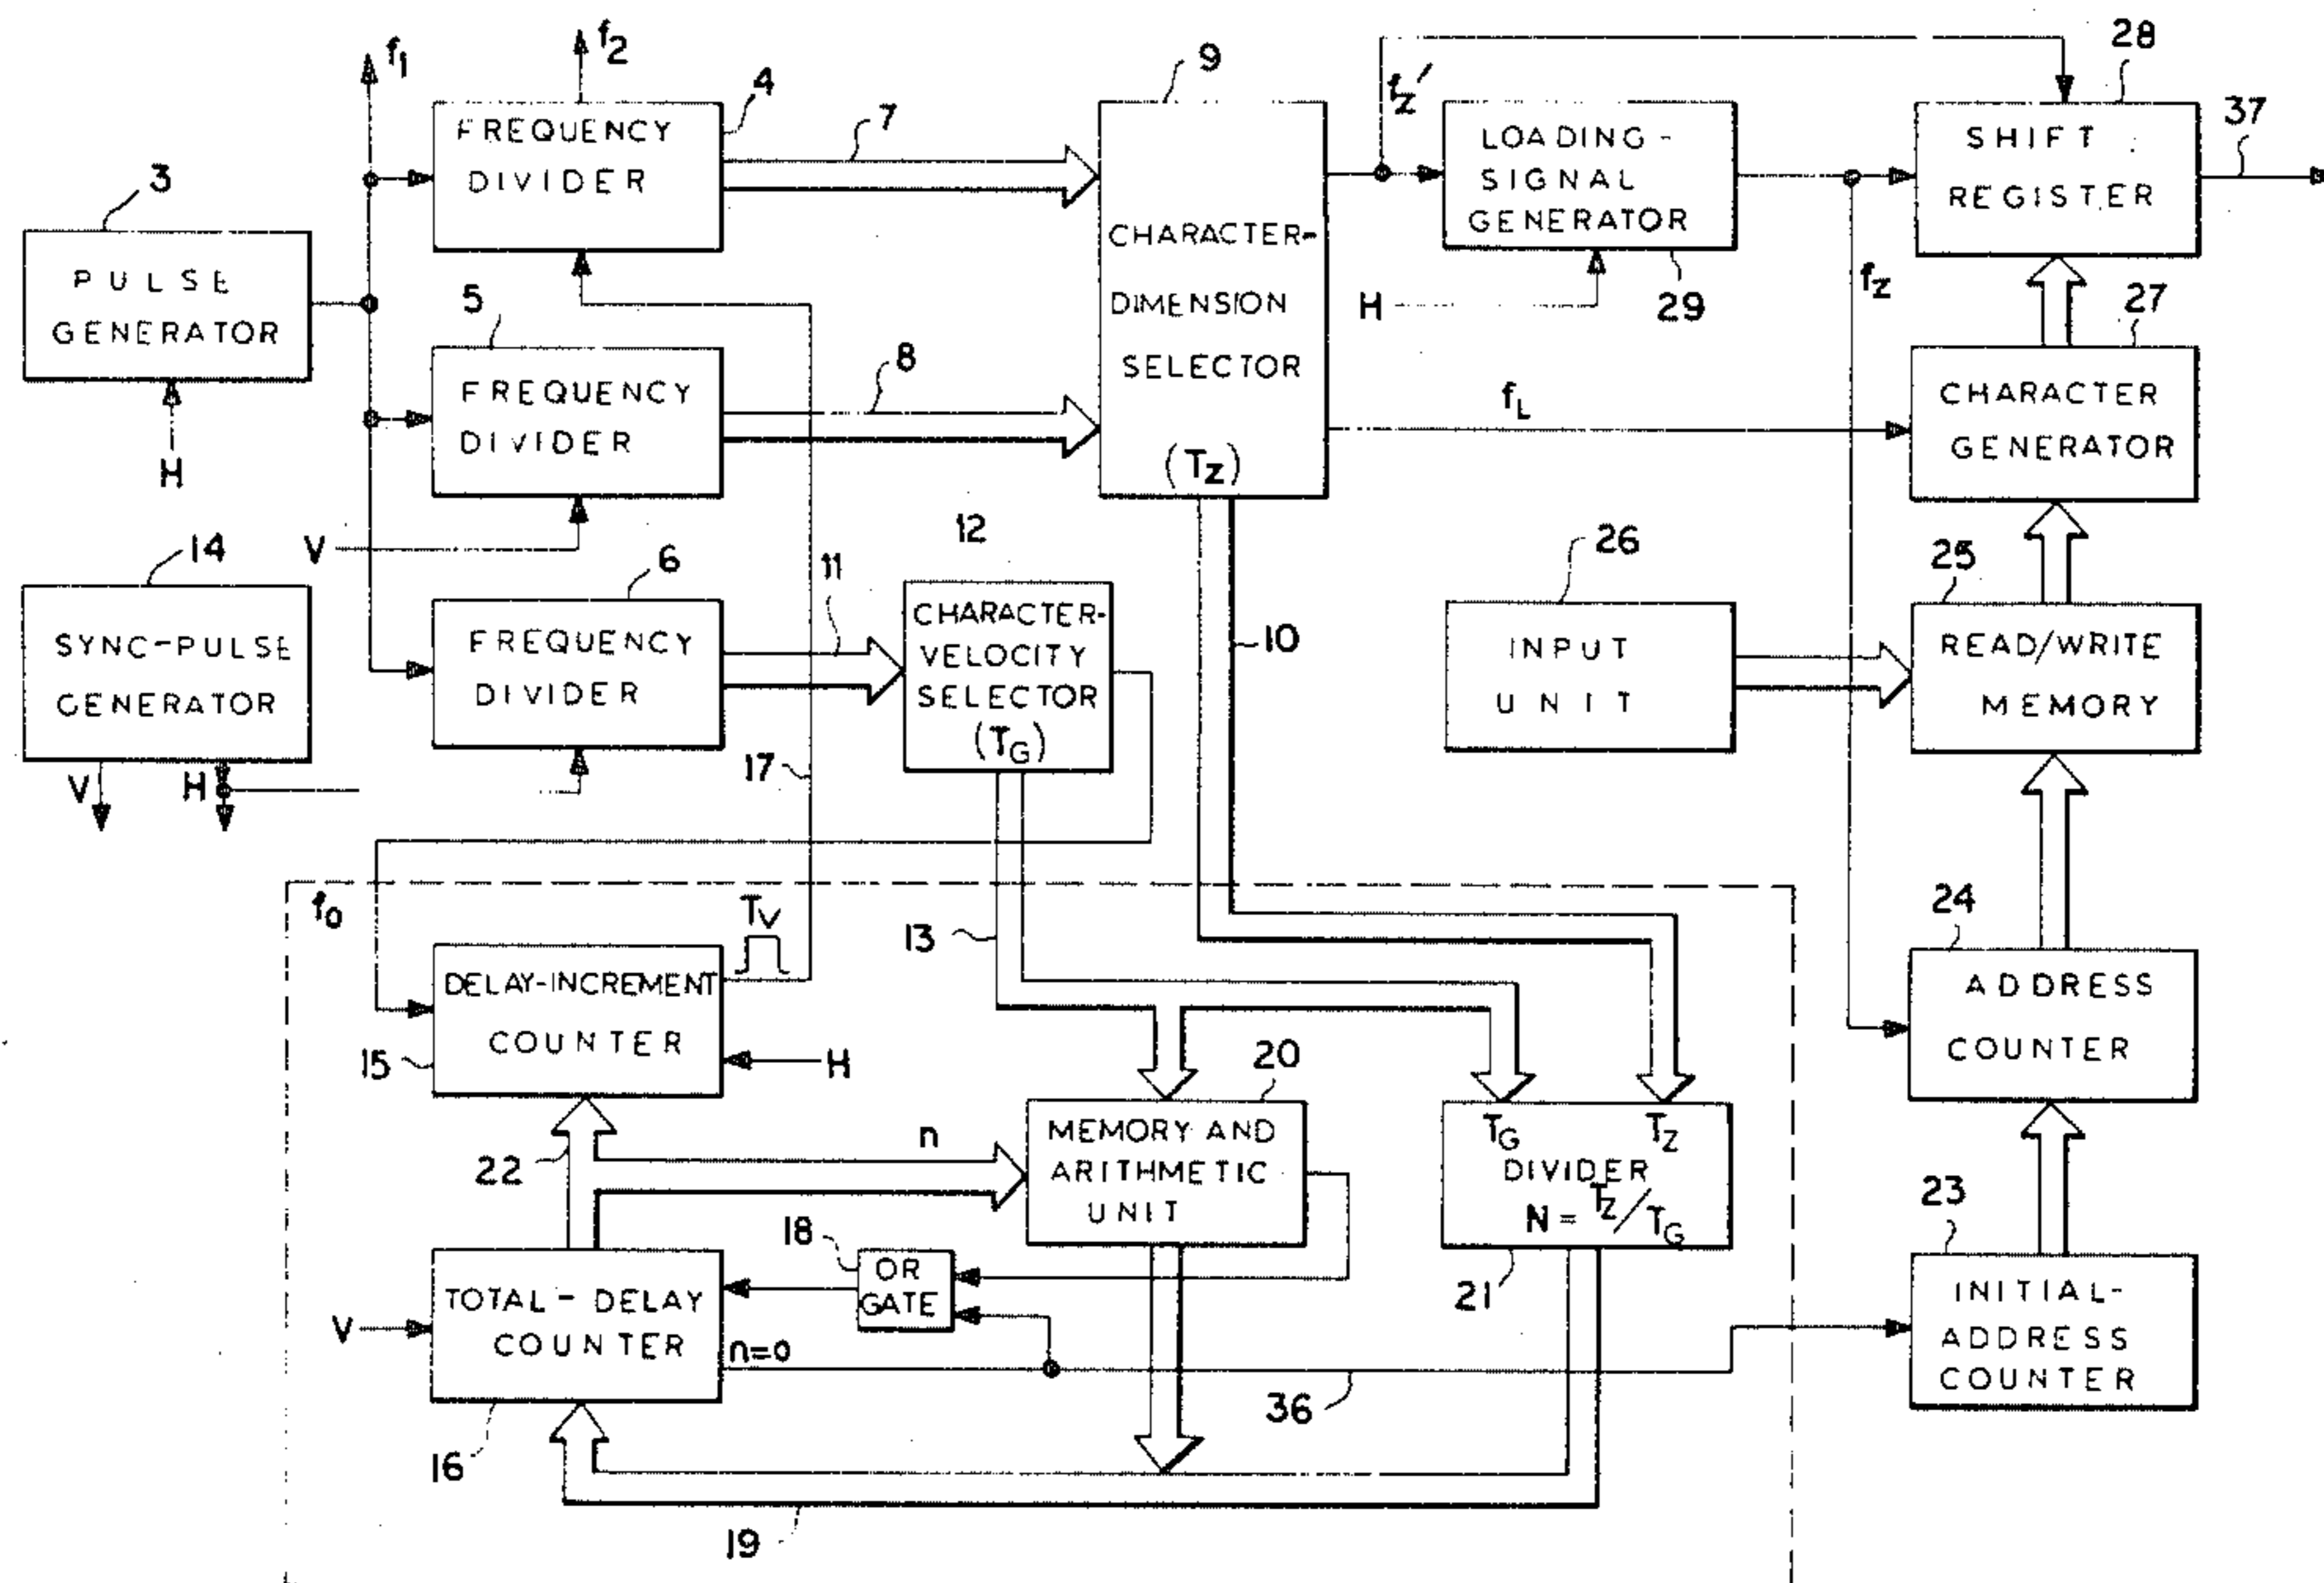 f1
f2
3
PULSE
GENERATOR
H
4
FREQUENCY
DIVIDER
7
5
FREQUENCY
DIVIDER
8
V
6
FREQUENCY
DIVIDER
11
14
SYNC-PULSE
GENERATOR
V
H
9
CHARACTER-
DIMENSION
SELECTOR
(TZ)
12
CHARACTER-
VELOCITY
SELECTOR
(TG)
17
10
13
fZ'
LOADING-
SIGNAL
GENERATOR
29
H
fL
fZ
28
SHIFT
REGISTER
37
27
CHARACTER
GENERATOR
26
INPUT
UNIT
25
READ/WRITE
MEMORY
24
ADDRESS
COUNTER
23
INITIAL-
ADDRESS
COUNTER
f0
TV
DELAY-INCREMENT
COUNTER
15
H
22
n
20
MEMORY AND
ARITHMETIC
UNIT
TG TZ
DIVIDER
N = TZ/TG
21
18
OR
GATE
V
TOTAL-DELAY
COUNTER
n=0
16
36
19